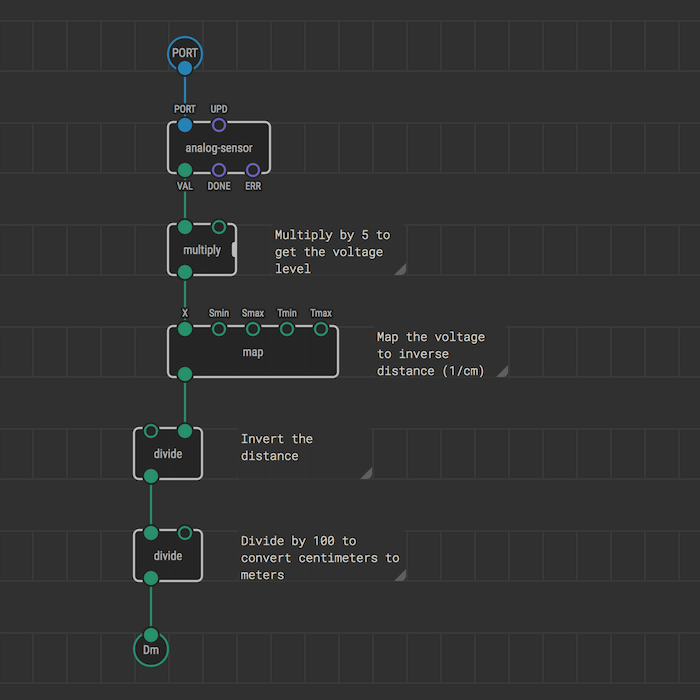 PORT
PORT UPD
analog-sensor
VAL DONE ERR
multiply
Multiply by 5 to
get the voltage
level
X Smin Smax Tmin Tmax
map
Map the voltage
to inverse
distance (1/cm)
divide
Invert the
distance
divide
Divide by 100 to
convert centimeters to
meters
Dm